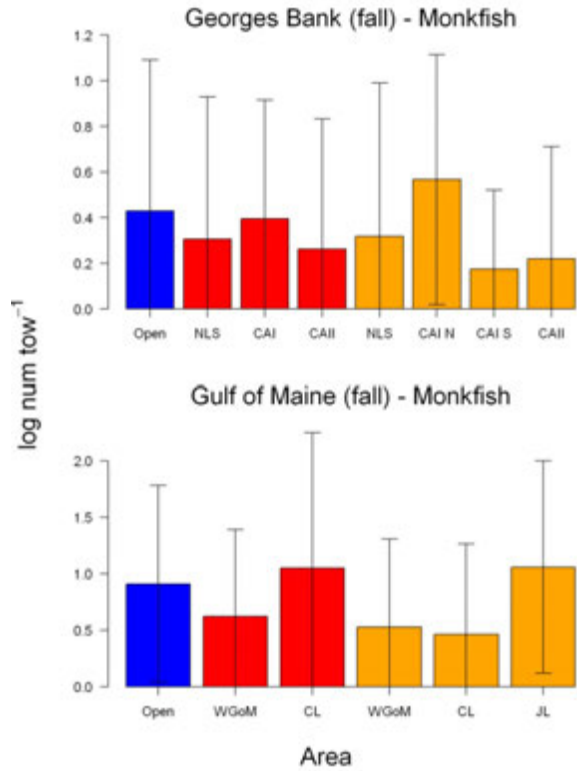 Georges Bank (fall) - Monkfish
1.2
1.0
0.8
0.6
0.4
0.2
0.0
Open NLS CAI CAII NLS CAI N CAI S CAII
log num tow⁻¹
Gulf of Maine (fall) - Monkfish
2.0
1.5
1.0
0.5
0.0
Open WGoM CL WGoM CL JL
Area